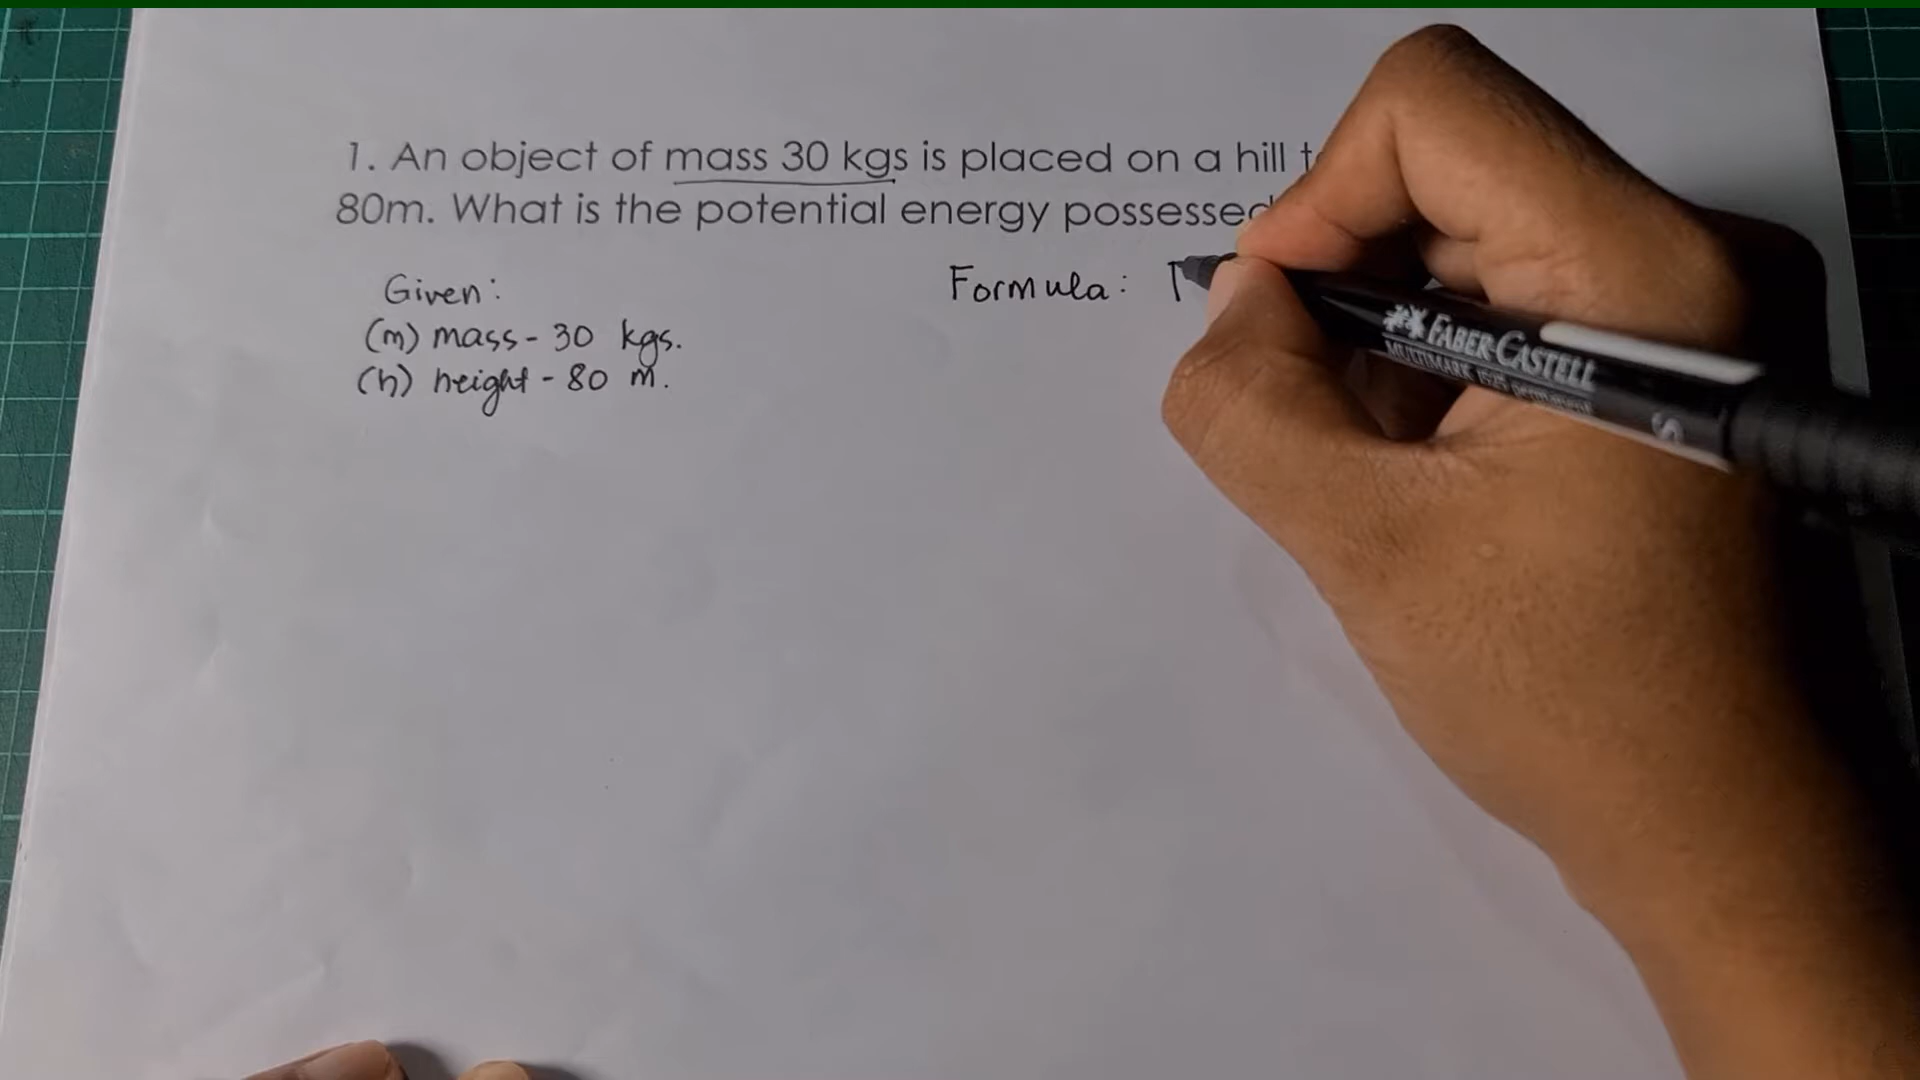 1. An object of mass 30 kgs is placed on a hill
80m. What is the potential energy possessed
Given:
Formula:
(m) mass - 30 kgs.
(h) height - 80 m.
FABER-CASTELL
MULTIMARK
S